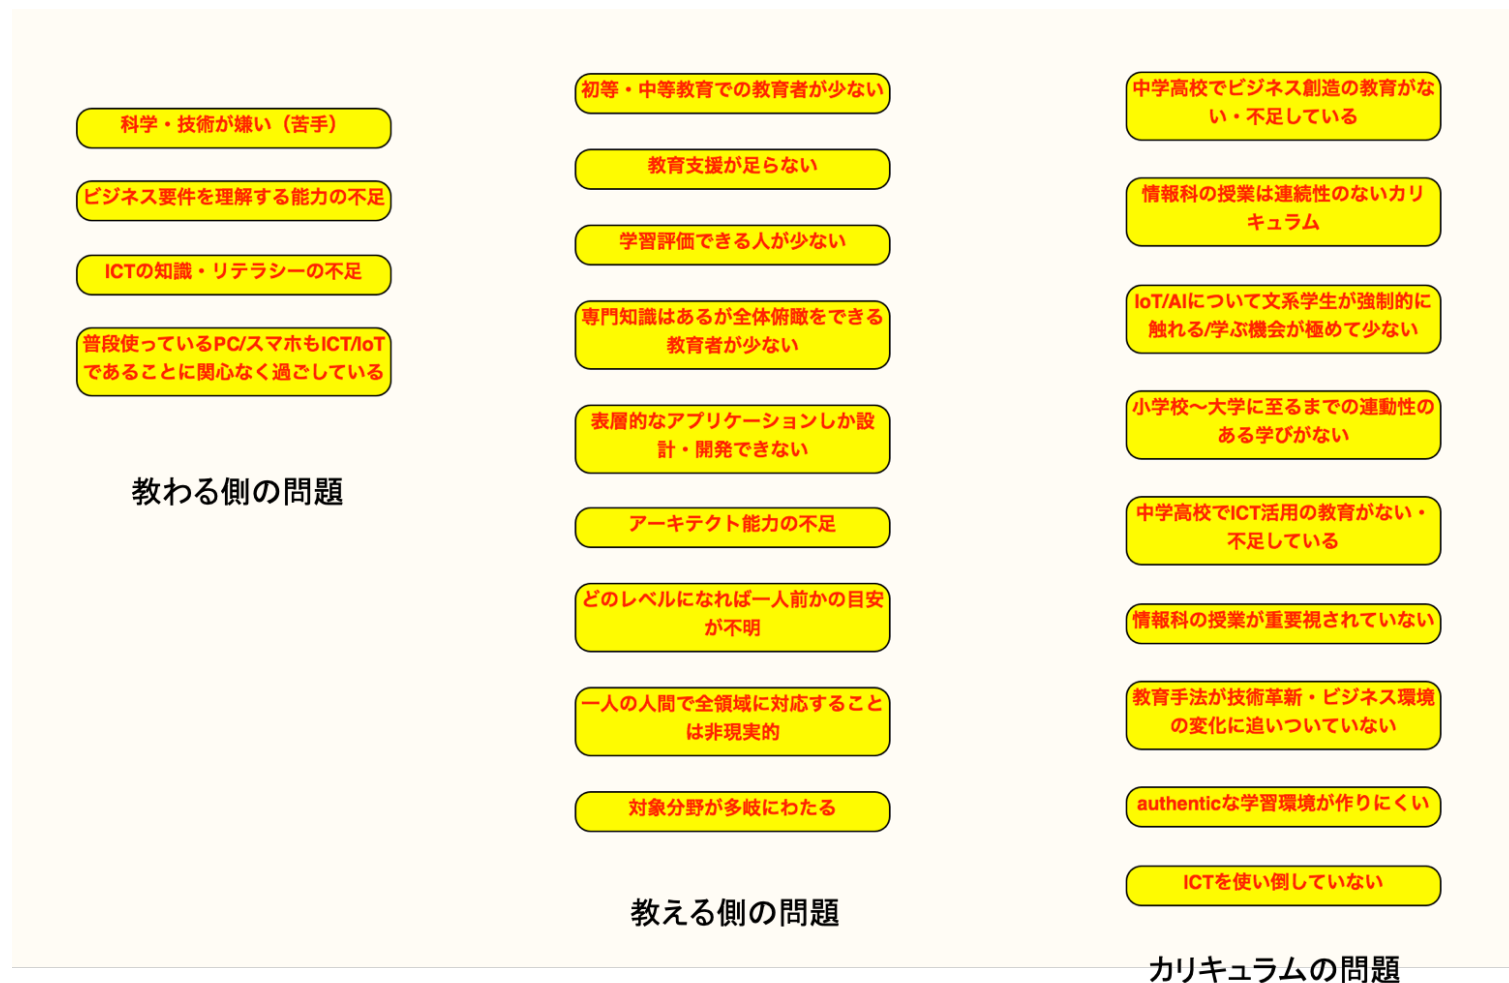 科学・技術が嫌い（苦手）
ビジネス要件を理解する能力の不足
ICTの知識・リテラシーの不足
普段使っているPC/スマホもICT/IoT
であることに関心なく過ごしている
教わる側の問題
初等・中等教育での教育者が少ない
教育支援が足らない
学習評価できる人が少ない
専門知識はあるが全体俯瞰をできる
教育者が少ない
表層的なアプリケーションしか設
計・開発できない
アーキテクト能力の不足
どのレベルになれば一人前かの目安
が不明
一人の人間で全領域に対応すること
は非現実的
対象分野が多岐にわたる
教える側の問題
中学高校でビジネス創造の教育がな
い・不足している
情報科の授業は連続性のないカリ
キュラム
IoT/AIについて文系学生が強制的に
触れる/学ぶ機会が極めて少ない
小学校〜大学に至るまでの連動性の
ある学びがない
中学高校でICT活用の教育がない・
不足している
情報科の授業が重要視されていない
教育手法が技術革新・ビジネス環境
の変化に追いついていない
authenticな学習環境が作りにくい
ICTを使い倒していない
カリキュラムの問題